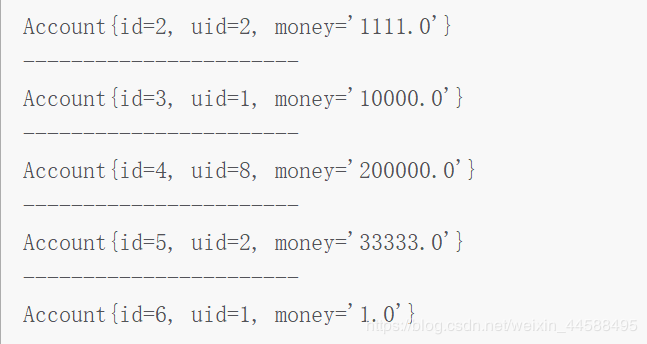 Account{id=2, uid=2, money='1111.0'}
-----------------------
Account{id=3, uid=1, money='10000.0'}
-----------------------
Account{id=4, uid=8, money='200000.0'}
-----------------------
Account{id=5, uid=2, money='33333.0'}
-----------------------
Account{id=6, uid=1, money='1.0'}
https://blog.csdn.net/weixin_44588495